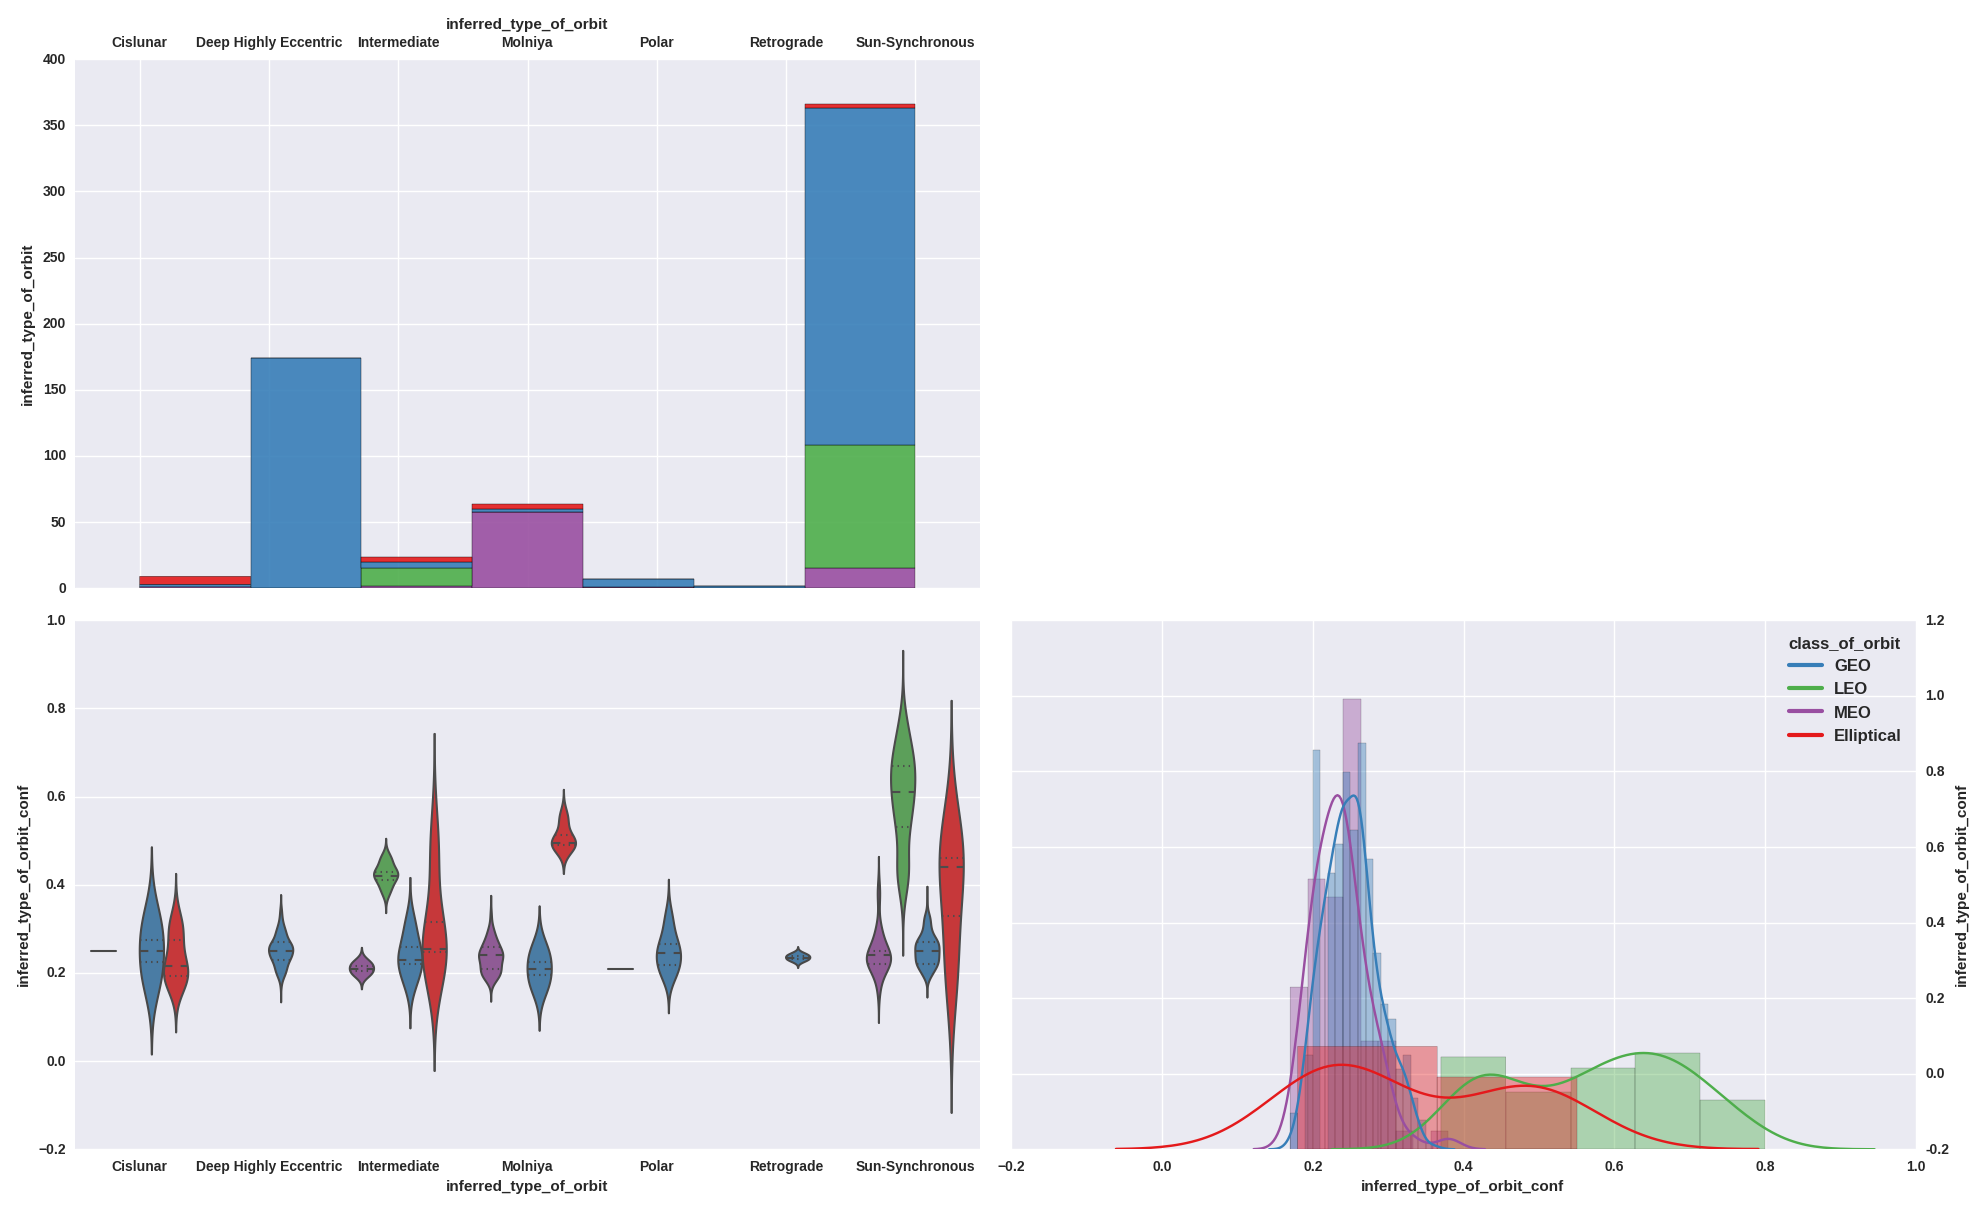 inferred_type_of_orbit
Cislunar Deep Highly Eccentric Intermediate Molniya Polar Retrograde Sun-Synchronous
400
350
300
250
200
150
100
50
0
inferred_type_of_orbit
1.0
0.8
0.6
0.4
0.2
0.0
−0.2
inferred_type_of_orbit_conf
Cislunar Deep Highly Eccentric Intermediate Molniya Polar Retrograde Sun-Synchronous
inferred_type_of_orbit
class_of_orbit
GEO
LEO
MEO
Elliptical
1.2
1.0
0.8
0.6
0.4
0.2
0.0
-0.2
inferred_type_of_orbit_conf
−0.2 0.0 0.2 0.4 0.6 0.8 1.0
inferred_type_of_orbit_conf